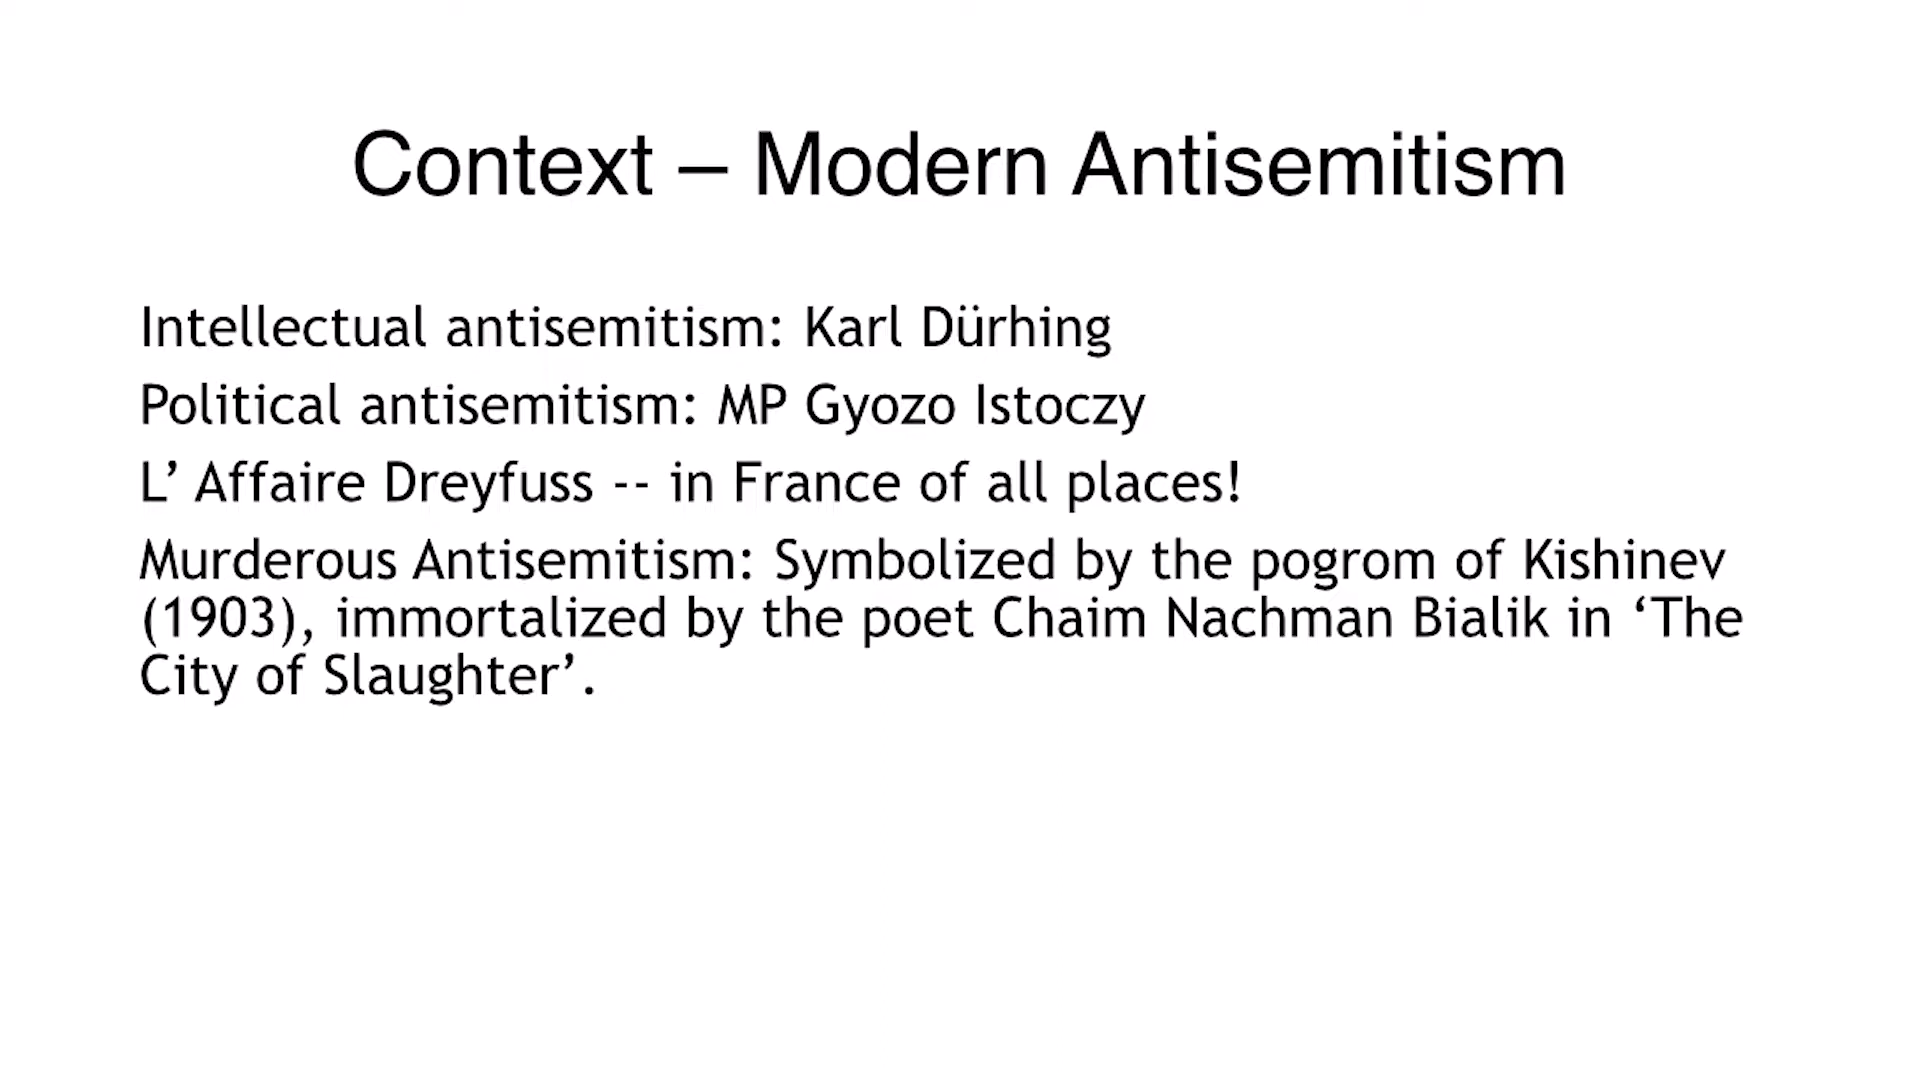 Context – Modern Antisemitism
Intellectual antisemitism: Karl Dürhing
Political antisemitism: MP Gyozo Istoczy
L’ Affaire Dreyfuss -- in France of all places!
Murderous Antisemitism: Symbolized by the pogrom of Kishinev
(1903), immortalized by the poet Chaim Nachman Bialik in ‘The
City of Slaughter’.